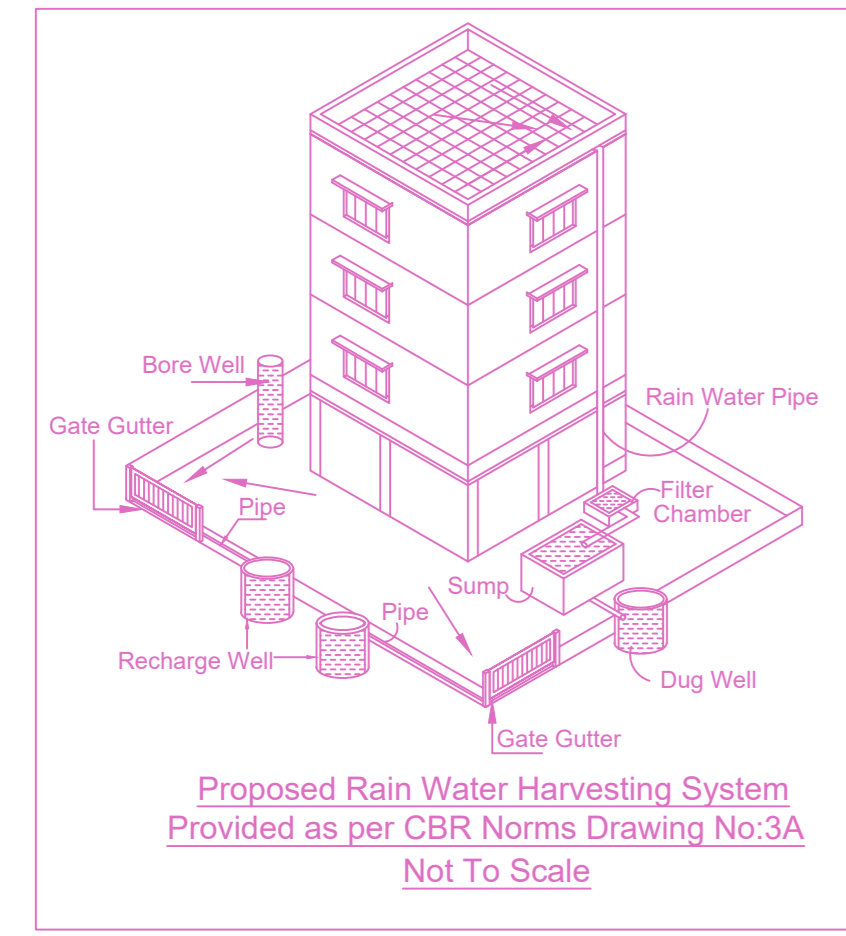 Bore Well
Gate Gutter
Rain Water Pipe
Filter
Chamber
Pipe
Sump
Pipe
Recharge Well
Dug Well
Gate Gutter
Proposed Rain Water Harvesting System
Provided as per CBR Norms Drawing No:3A
Not To Scale